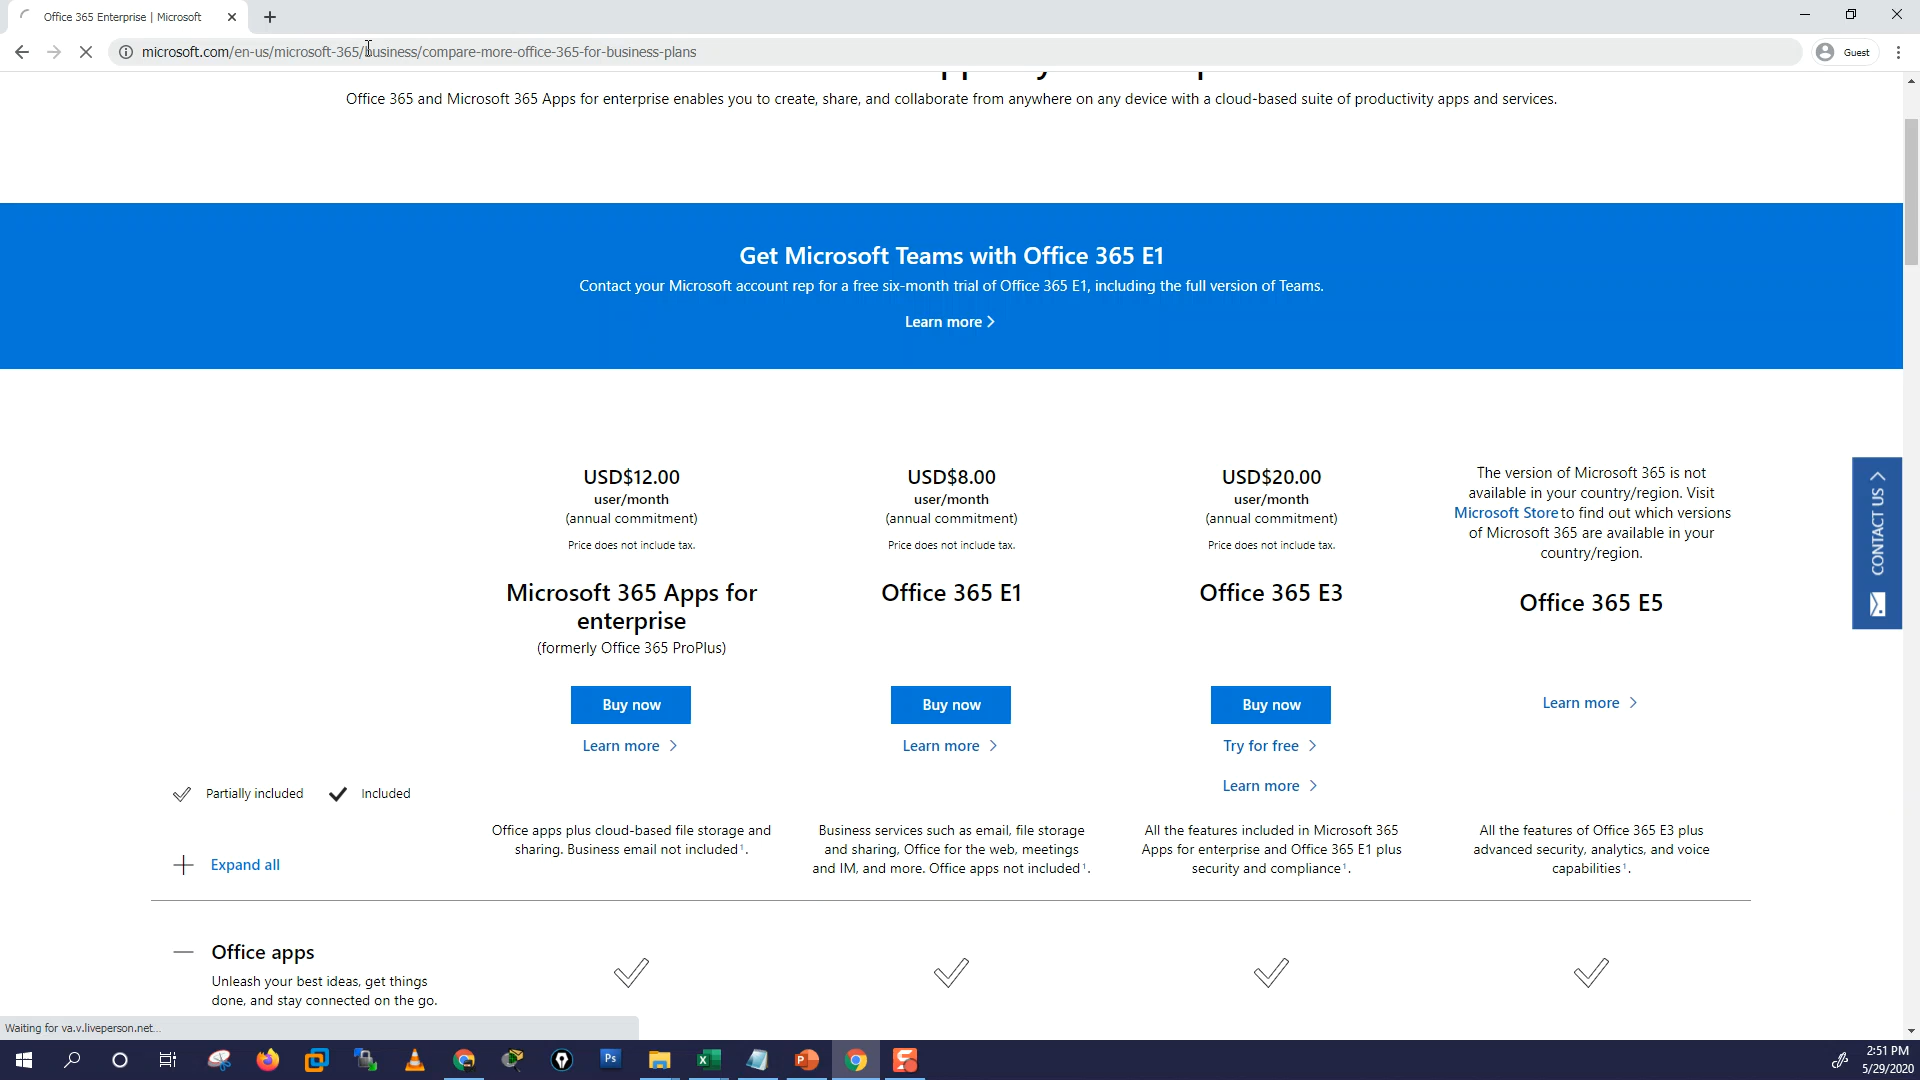 Office 365 Enterprise | Microsoft
microsoft.com/en-us/microsoft-365/business/compare-more-office-365-for-business-plans
Guest
Office 365 and Microsoft 365 Apps for enterprise enables you to create, share, and collaborate from anywhere on any device with a cloud-based suite of productivity apps and services.
Get Microsoft Teams with Office 365 E1
Contact your Microsoft account rep for a free six-month trial of Office 365 E1, including the full version of Teams.
Learn more
USD$12.00
user/month
(annual commitment)
Price does not include tax.
Microsoft 365 Apps for
enterprise
(formerly Office 365 ProPlus)
Buy now
Learn more
Office apps plus cloud-based file storage and
sharing. Business email not included¹.
USD$8.00
user/month
(annual commitment)
Price does not include tax.
Office 365 E1
Buy now
Learn more
Business services such as email, file storage
and sharing, Office for the web, meetings
and IM, and more. Office apps not included¹.
USD$20.00
user/month
(annual commitment)
Price does not include tax.
Office 365 E3
Buy now
Try for free
Learn more
All the features included in Microsoft 365
Apps for enterprise and Office 365 E1 plus
security and compliance¹.
The version of Microsoft 365 is not
available in your country/region. Visit
Microsoft Store to find out which versions
of Microsoft 365 are available in your
country/region.
Office 365 E5
Learn more
All the features of Office 365 E3 plus
advanced security, analytics, and voice
capabilities¹.
CONTACT US
Partially included
Included
Expand all
Office apps
Unleash your best ideas, get things
done, and stay connected on the go.
Waiting for va.v.liveperson.net...
Ps
2:51 PM
5/29/2020